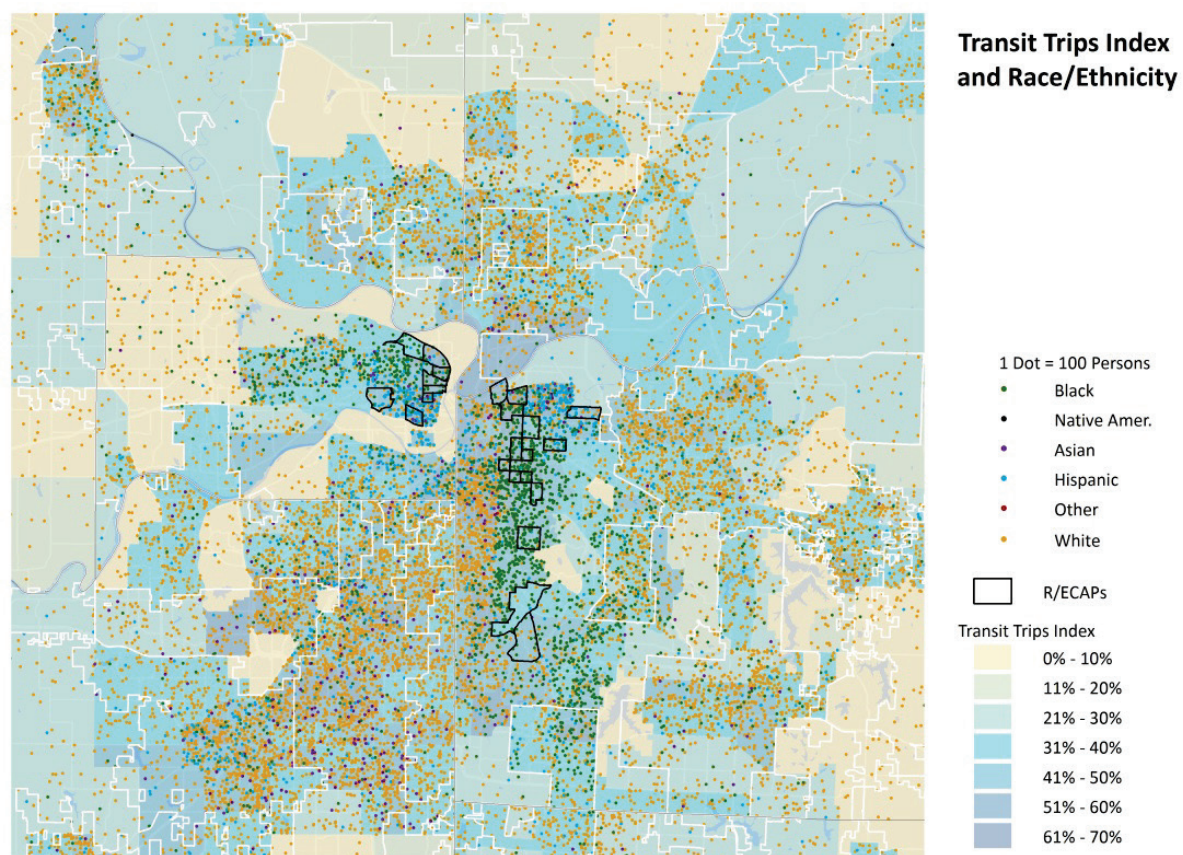 Transit Trips Index
and Race/Ethnicity
1 Dot = 100 Persons
Black
Native Amer.
Asian
Hispanic
Other
White
R/ECAPs
Transit Trips Index
0% - 10%
11% - 20%
21% - 30%
31% - 40%
41% - 50%
51% - 60%
61% - 70%